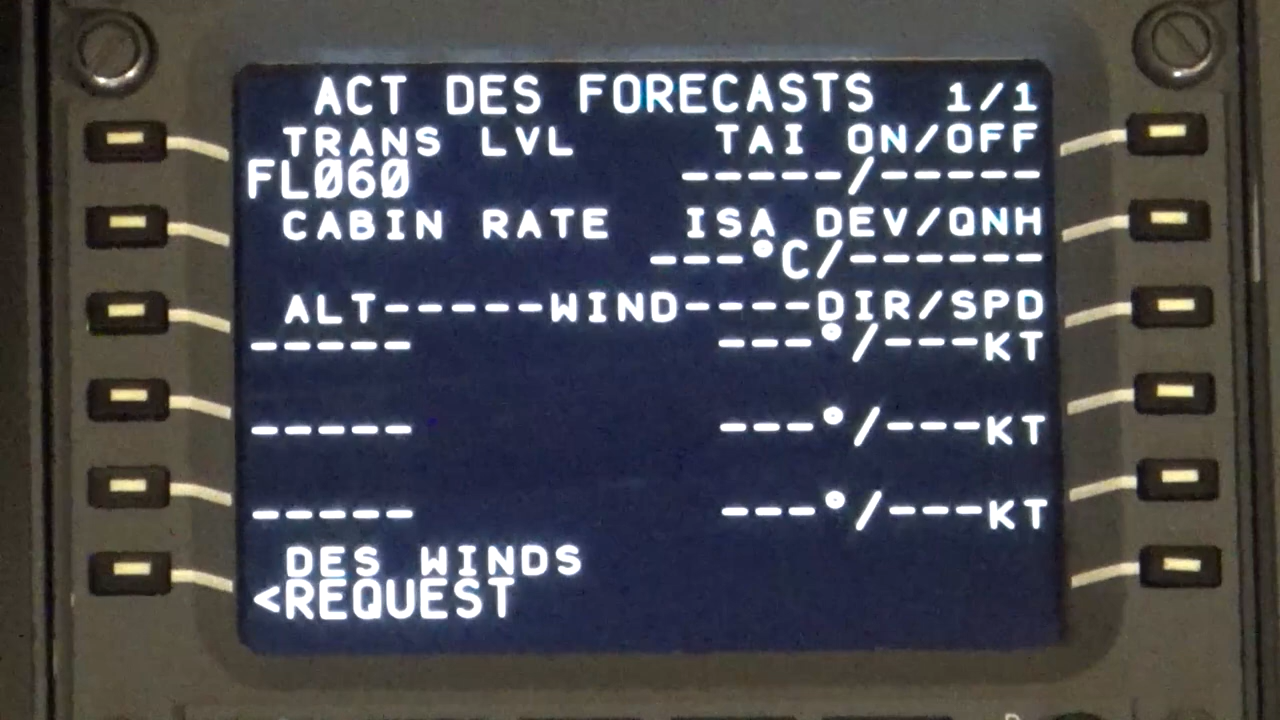 ACT DES FORECASTS 1/1
TRANS LVL TAI ON/OFF
FL060 -----/-----
CABIN RATE ISA DEV/QNH
---°C/------
ALT-----WIND----DIR/SPD
----- ---°/---KT
----- ---°/---KT
----- ---°/---KT
DES WINDS
<REQUEST